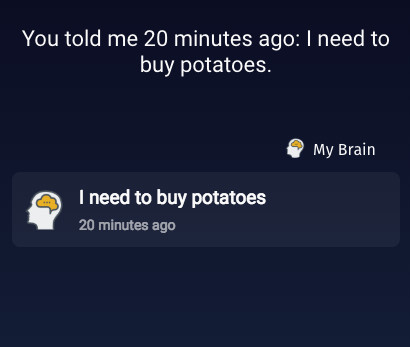 You told me 20 minutes ago: I need to
buy potatoes.
My Brain
I need to buy potatoes
20 minutes ago